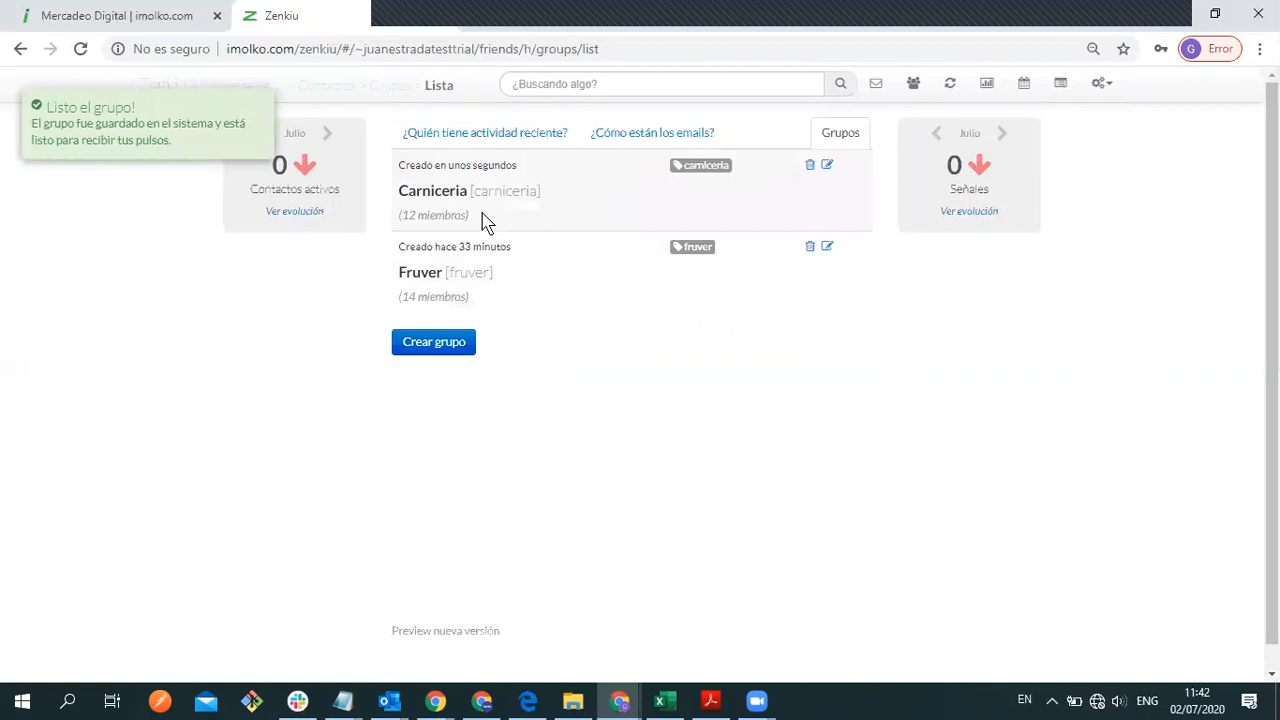 Mercadeo Digital | imolko.com
Zenkiu
No es seguro
imolko.com/zenkiu/#/~juanestradatesttrial/friends/h/groups/list
G Error
Lista
¿Buscando algo?
Listo el grupo!
El grupo fue guardado en el sistema y está
listo para recibir tus pulsos.
Julio
0
Contactos activos
Ver evolución
¿Quién tiene actividad reciente?
¿Cómo están los emails?
Grupos
Creado en unos segundos
carniceria
Carniceria [carniceria]
(12 miembros)
Creado hace 33 minutos
fruver
Fruver [fruver]
(14 miembros)
Crear grupo
Julio
0
Señales
Ver evolución
Preview nueva versión
EN
ENG
11:42
02/07/2020